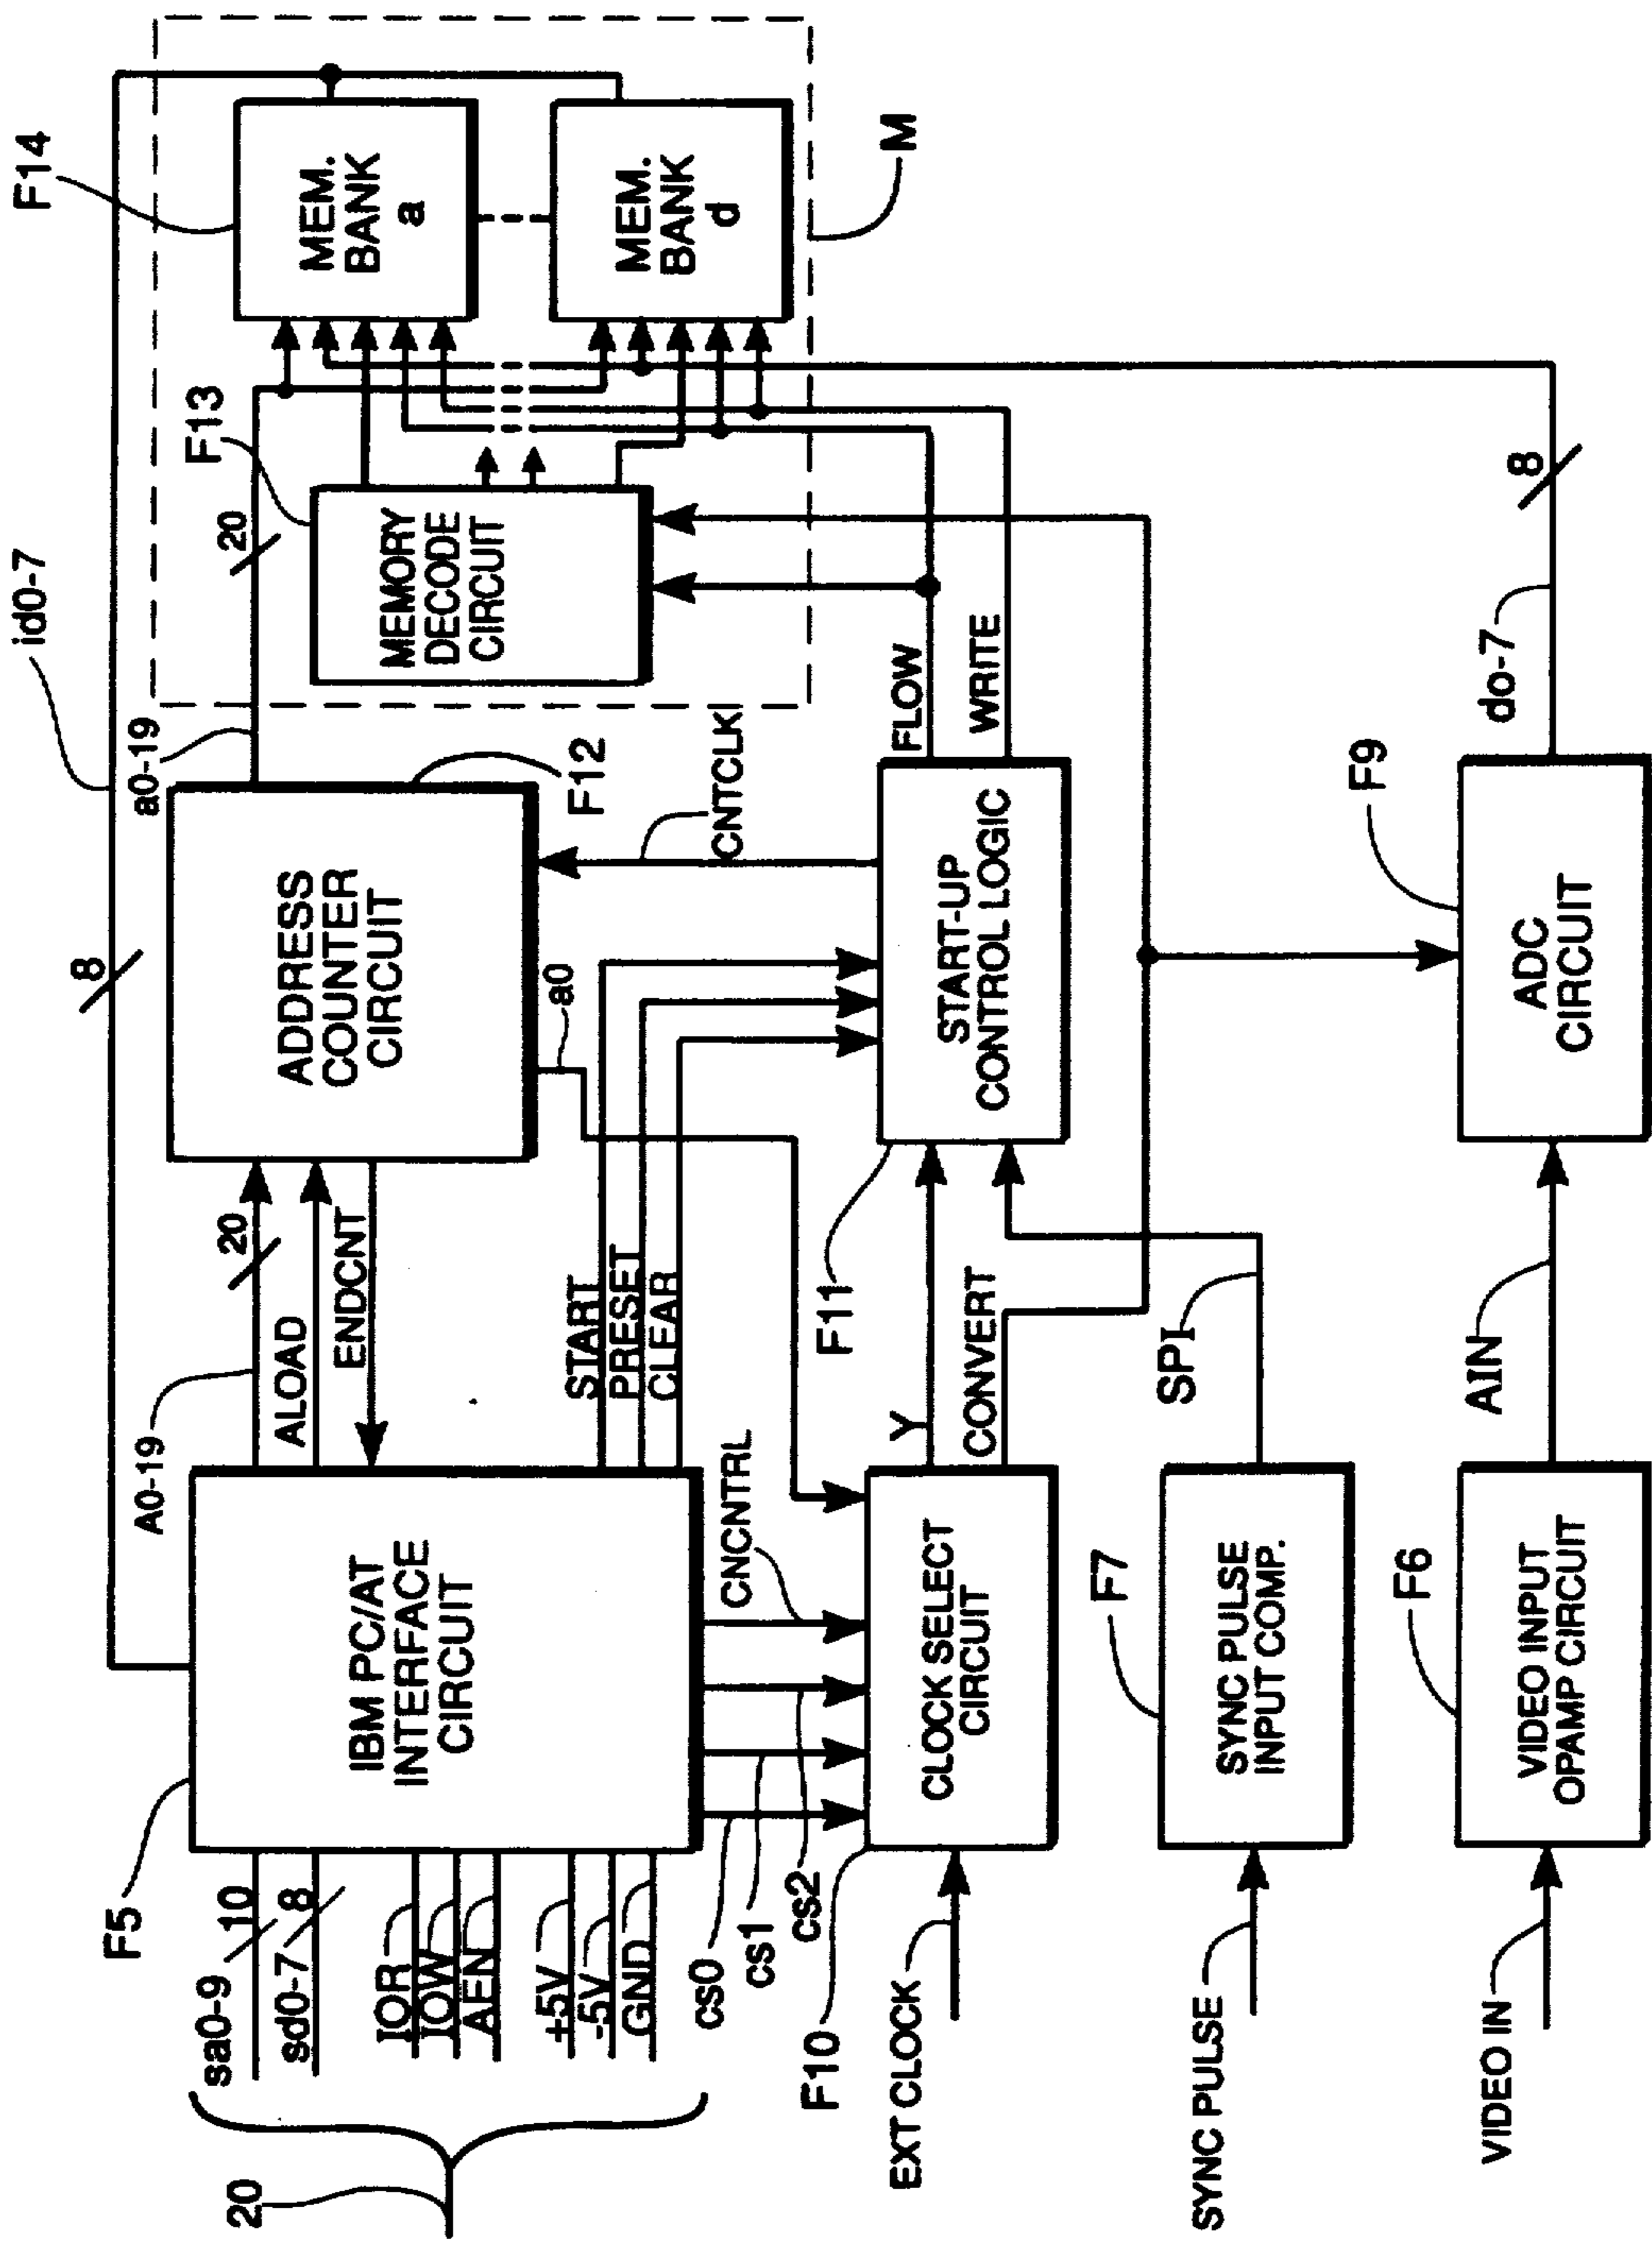 id0-7
F14
8
20
F13
a0-19
MEM.
BANK
a
MEM.
BANK
d
M
MEMORY
DECODE
CIRCUIT
F12
ADDRESS
COUNTER
CIRCUIT
a0
CNTCLK
A0-19
20
ALOAD
ENDCNT
START
PRESET
CLEAR
F5
IBM PC/AT
INTERFACE
CIRCUIT
sa0-9
10
sd0-7
8
IOR
IOW
AEN
+5V
-5V
GND
20
cs0
cs1
cs2
CNCNTRL
F10
EXT CLOCK
CLOCK SELECT
CIRCUIT
Y
CONVERT
F11
START-UP
CONTROL LOGIC
FLOW
WRITE
SYNC PULSE
F7
SYNC PULSE
INPUT COMP.
SPI
VIDEO IN
F6
VIDEO INPUT
OPAMP CIRCUIT
AIN
F9
ADC
CIRCUIT
do-7
8